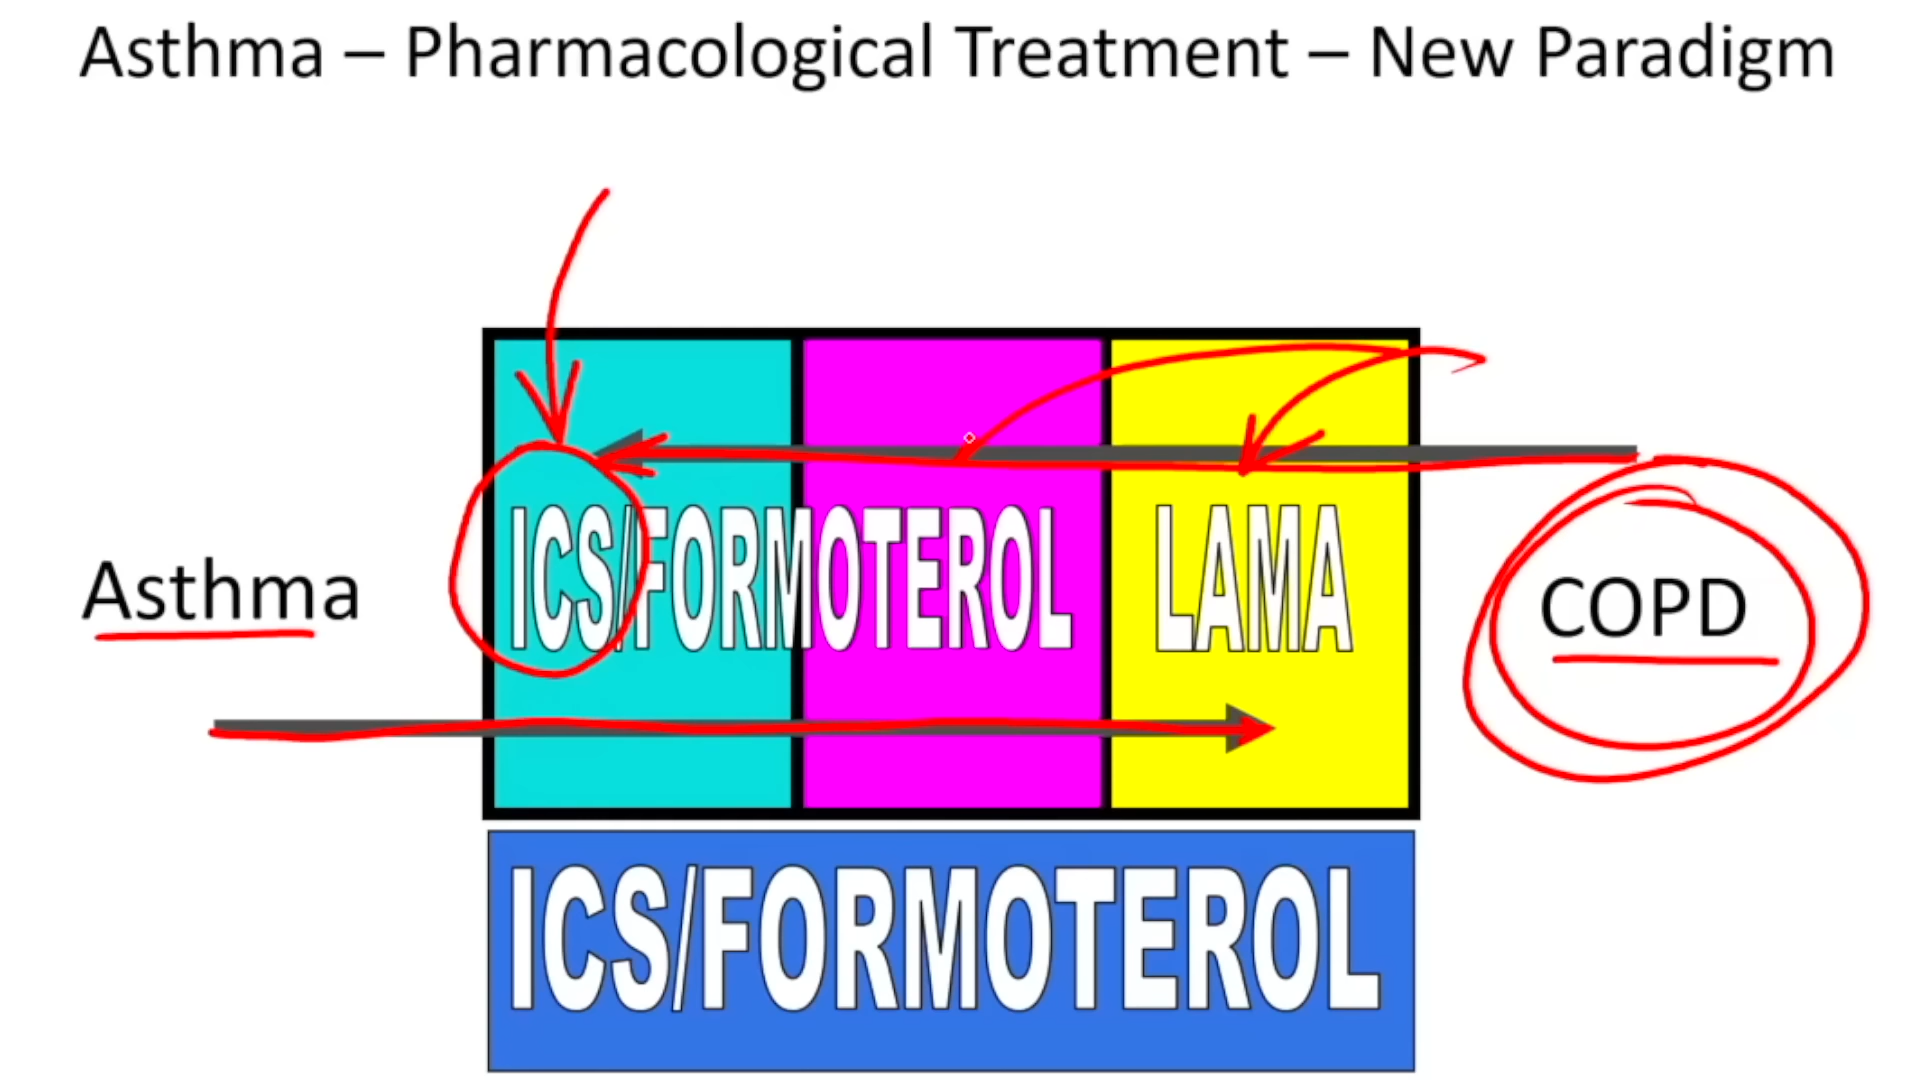 Asthma – Pharmacological Treatment – New Paradigm
ICS/FORMOTEROL
LAMA
Asthma
COPD
ICS/FORMOTEROL